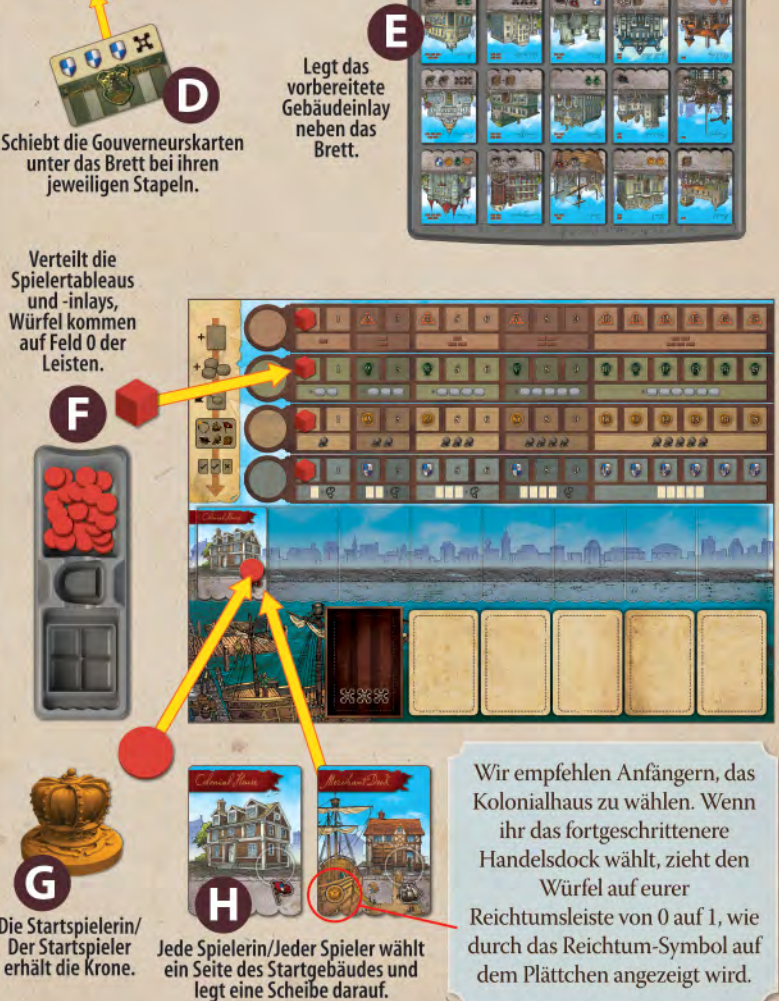 D
Schiebt die Gouverneurskarten
unter das Brett bei ihren
jeweiligen Stapeln.
E
Legt das
vorbereitete
Gebäudeinlay
neben das
Brett.
Verteilt die
Spielertableaus
und -inlays,
Würfel kommen
auf Feld 0 der
Leisten.
F
Colonial House
G
Die Startspielerin/
Der Startspieler
erhält die Krone.
Colonial House
Merchant Dock
H
Jede Spielerin/Jeder Spieler wählt
ein Seite des Startgebäudes und
legt eine Scheibe darauf.
Wir empfehlen Anfängern, das
Kolonialhaus zu wählen. Wenn
ihr das fortgeschrittenere
Handelsdock wählt, zieht den
Würfel auf eurer
Reichtumsleiste von 0 auf 1, wie
durch das Reichtum-Symbol auf
dem Plättchen angezeigt wird.